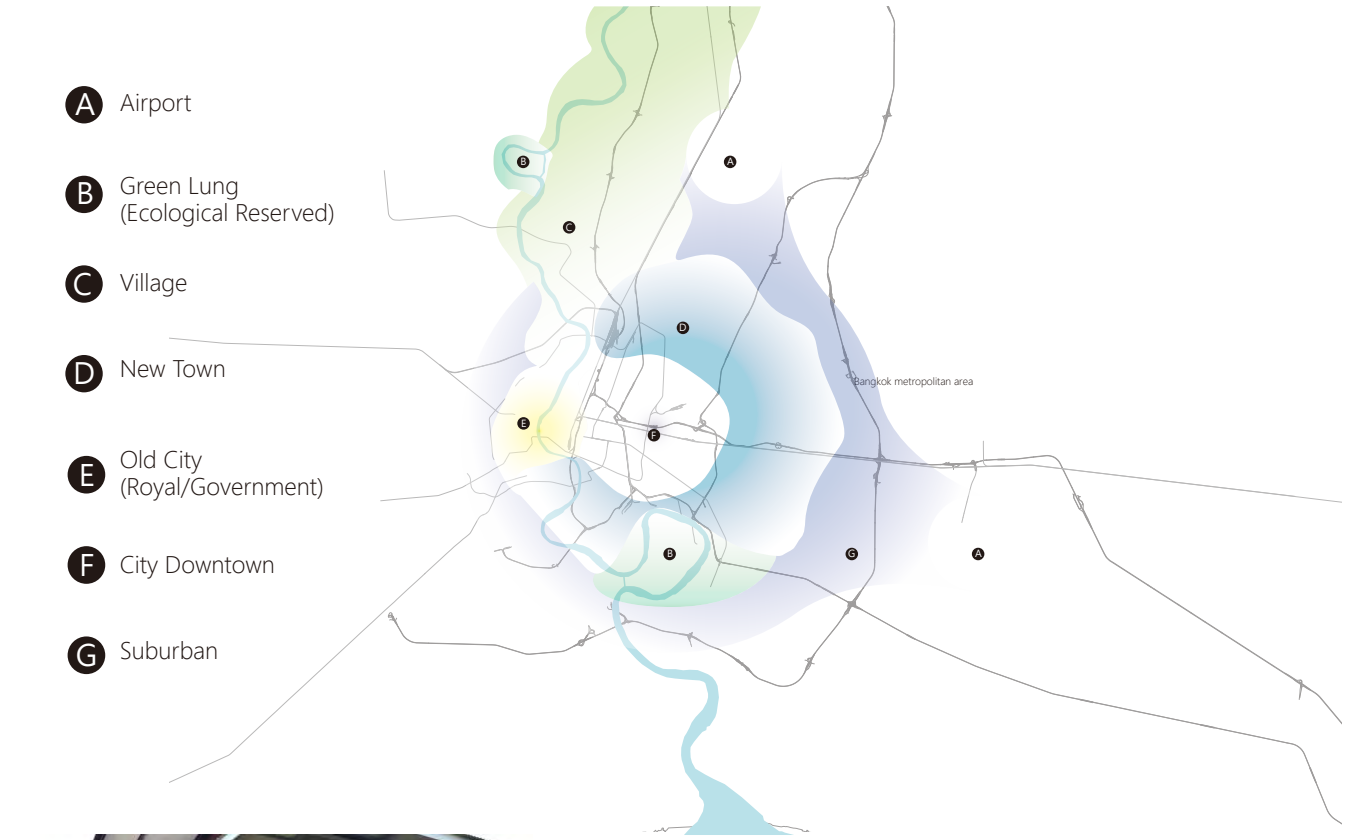 A Airport
B Green Lung
(Ecological Reserved)
C Village
D New Town
E Old City
(Royal/Government)
F City Downtown
G Suburban
B
A
C
D
Bangkok metropolitan area
E
F
B
G
A